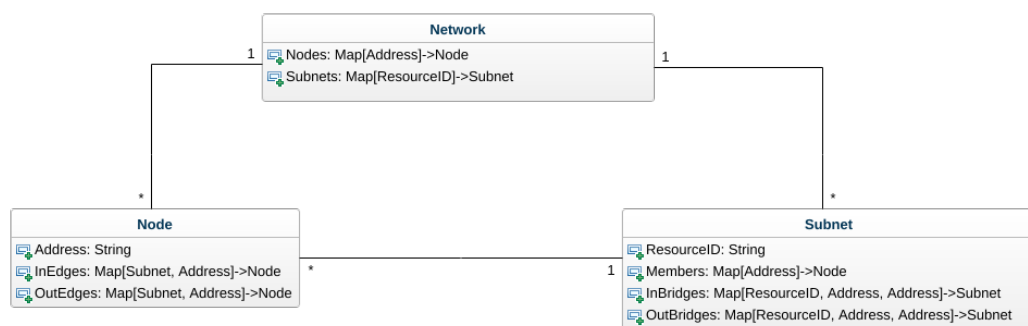 Network
1
Nodes: Map[Address]->Node
1
Subnets: Map[ResourceID]->Subnet
*
*
Node
Subnet
Address: String
ResourceID: String
InEdges: Map[Subnet, Address]->Node
*
1
Members: Map[Address]->Node
OutEdges: Map[Subnet, Address]->Node
InBridges: Map[ResourceID, Address, Address]->Subnet
OutBridges: Map[ResourceID, Address, Address]->Subnet